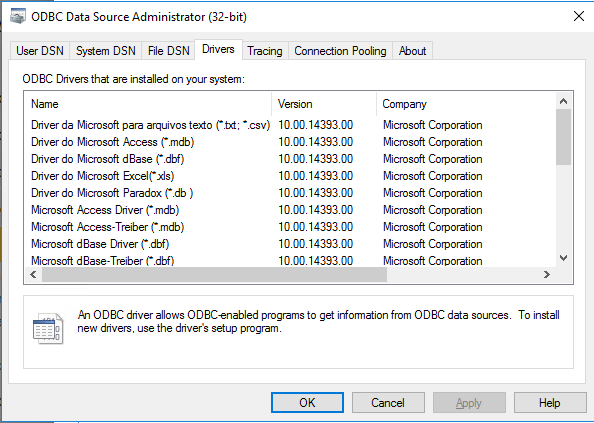 ODBC Data Source Administrator (32-bit)
User DSN System DSN File DSN Drivers Tracing Connection Pooling About
ODBC Drivers that are installed on your system:
Name Version Company
Driver da Microsoft para arquivos texto (*.txt; *.csv) 10.00.14393.00 Microsoft Corporation
Driver do Microsoft Access (*.mdb) 10.00.14393.00 Microsoft Corporation
Driver do Microsoft dBase (*.dbf) 10.00.14393.00 Microsoft Corporation
Driver do Microsoft Excel(*.xls) 10.00.14393.00 Microsoft Corporation
Driver do Microsoft Paradox (*.db ) 10.00.14393.00 Microsoft Corporation
Microsoft Access Driver (*.mdb) 10.00.14393.00 Microsoft Corporation
Microsoft Access-Treiber (*.mdb) 10.00.14393.00 Microsoft Corporation
Microsoft dBase Driver (*.dbf) 10.00.14393.00 Microsoft Corporation
Microsoft dBase-Treiber (*.dbf) 10.00.14393.00 Microsoft Corporation
An ODBC driver allows ODBC-enabled programs to get information from ODBC data sources. To install
new drivers, use the driver's setup program.
OK Cancel Apply Help